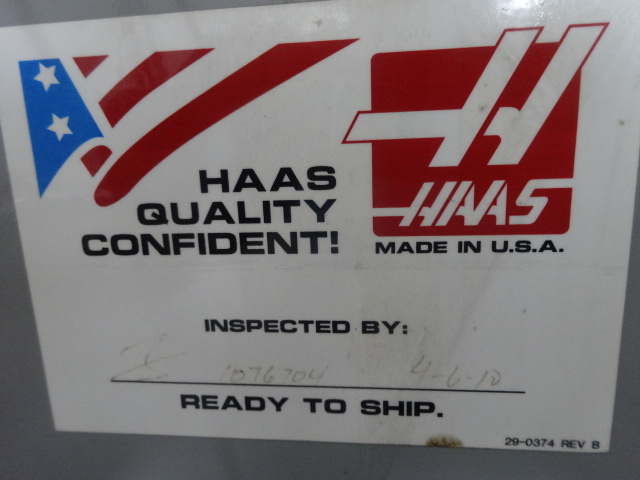 HAAS
HAAS
QUALITY
CONFIDENT!
MADE IN U.S.A.
INSPECTED BY:
1076704 4-6-10
READY TO SHIP.
29-0374 REV B